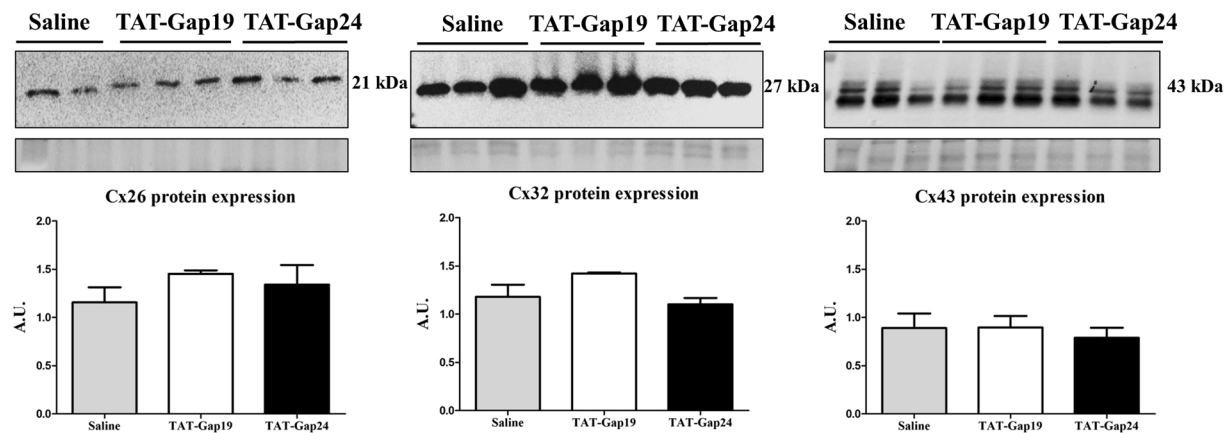 Saline TAT-Gap19 TAT-Gap24
21 kDa
Cx26 protein expression
2.0
1.5
1.0
0.5
0.0
A.U.
Saline TAT-Gap19 TAT-Gap24
Saline TAT-Gap19 TAT-Gap24
27 kDa
Cx32 protein expression
2.0
1.5
1.0
0.5
0.0
A.U.
Saline TAT-Gap19 TAT-Gap24
Saline TAT-Gap19 TAT-Gap24
43 kDa
Cx43 protein expression
2.0
1.5
1.0
0.5
0.0
A.U.
Saline TAT-Gap19 TAT-Gap24